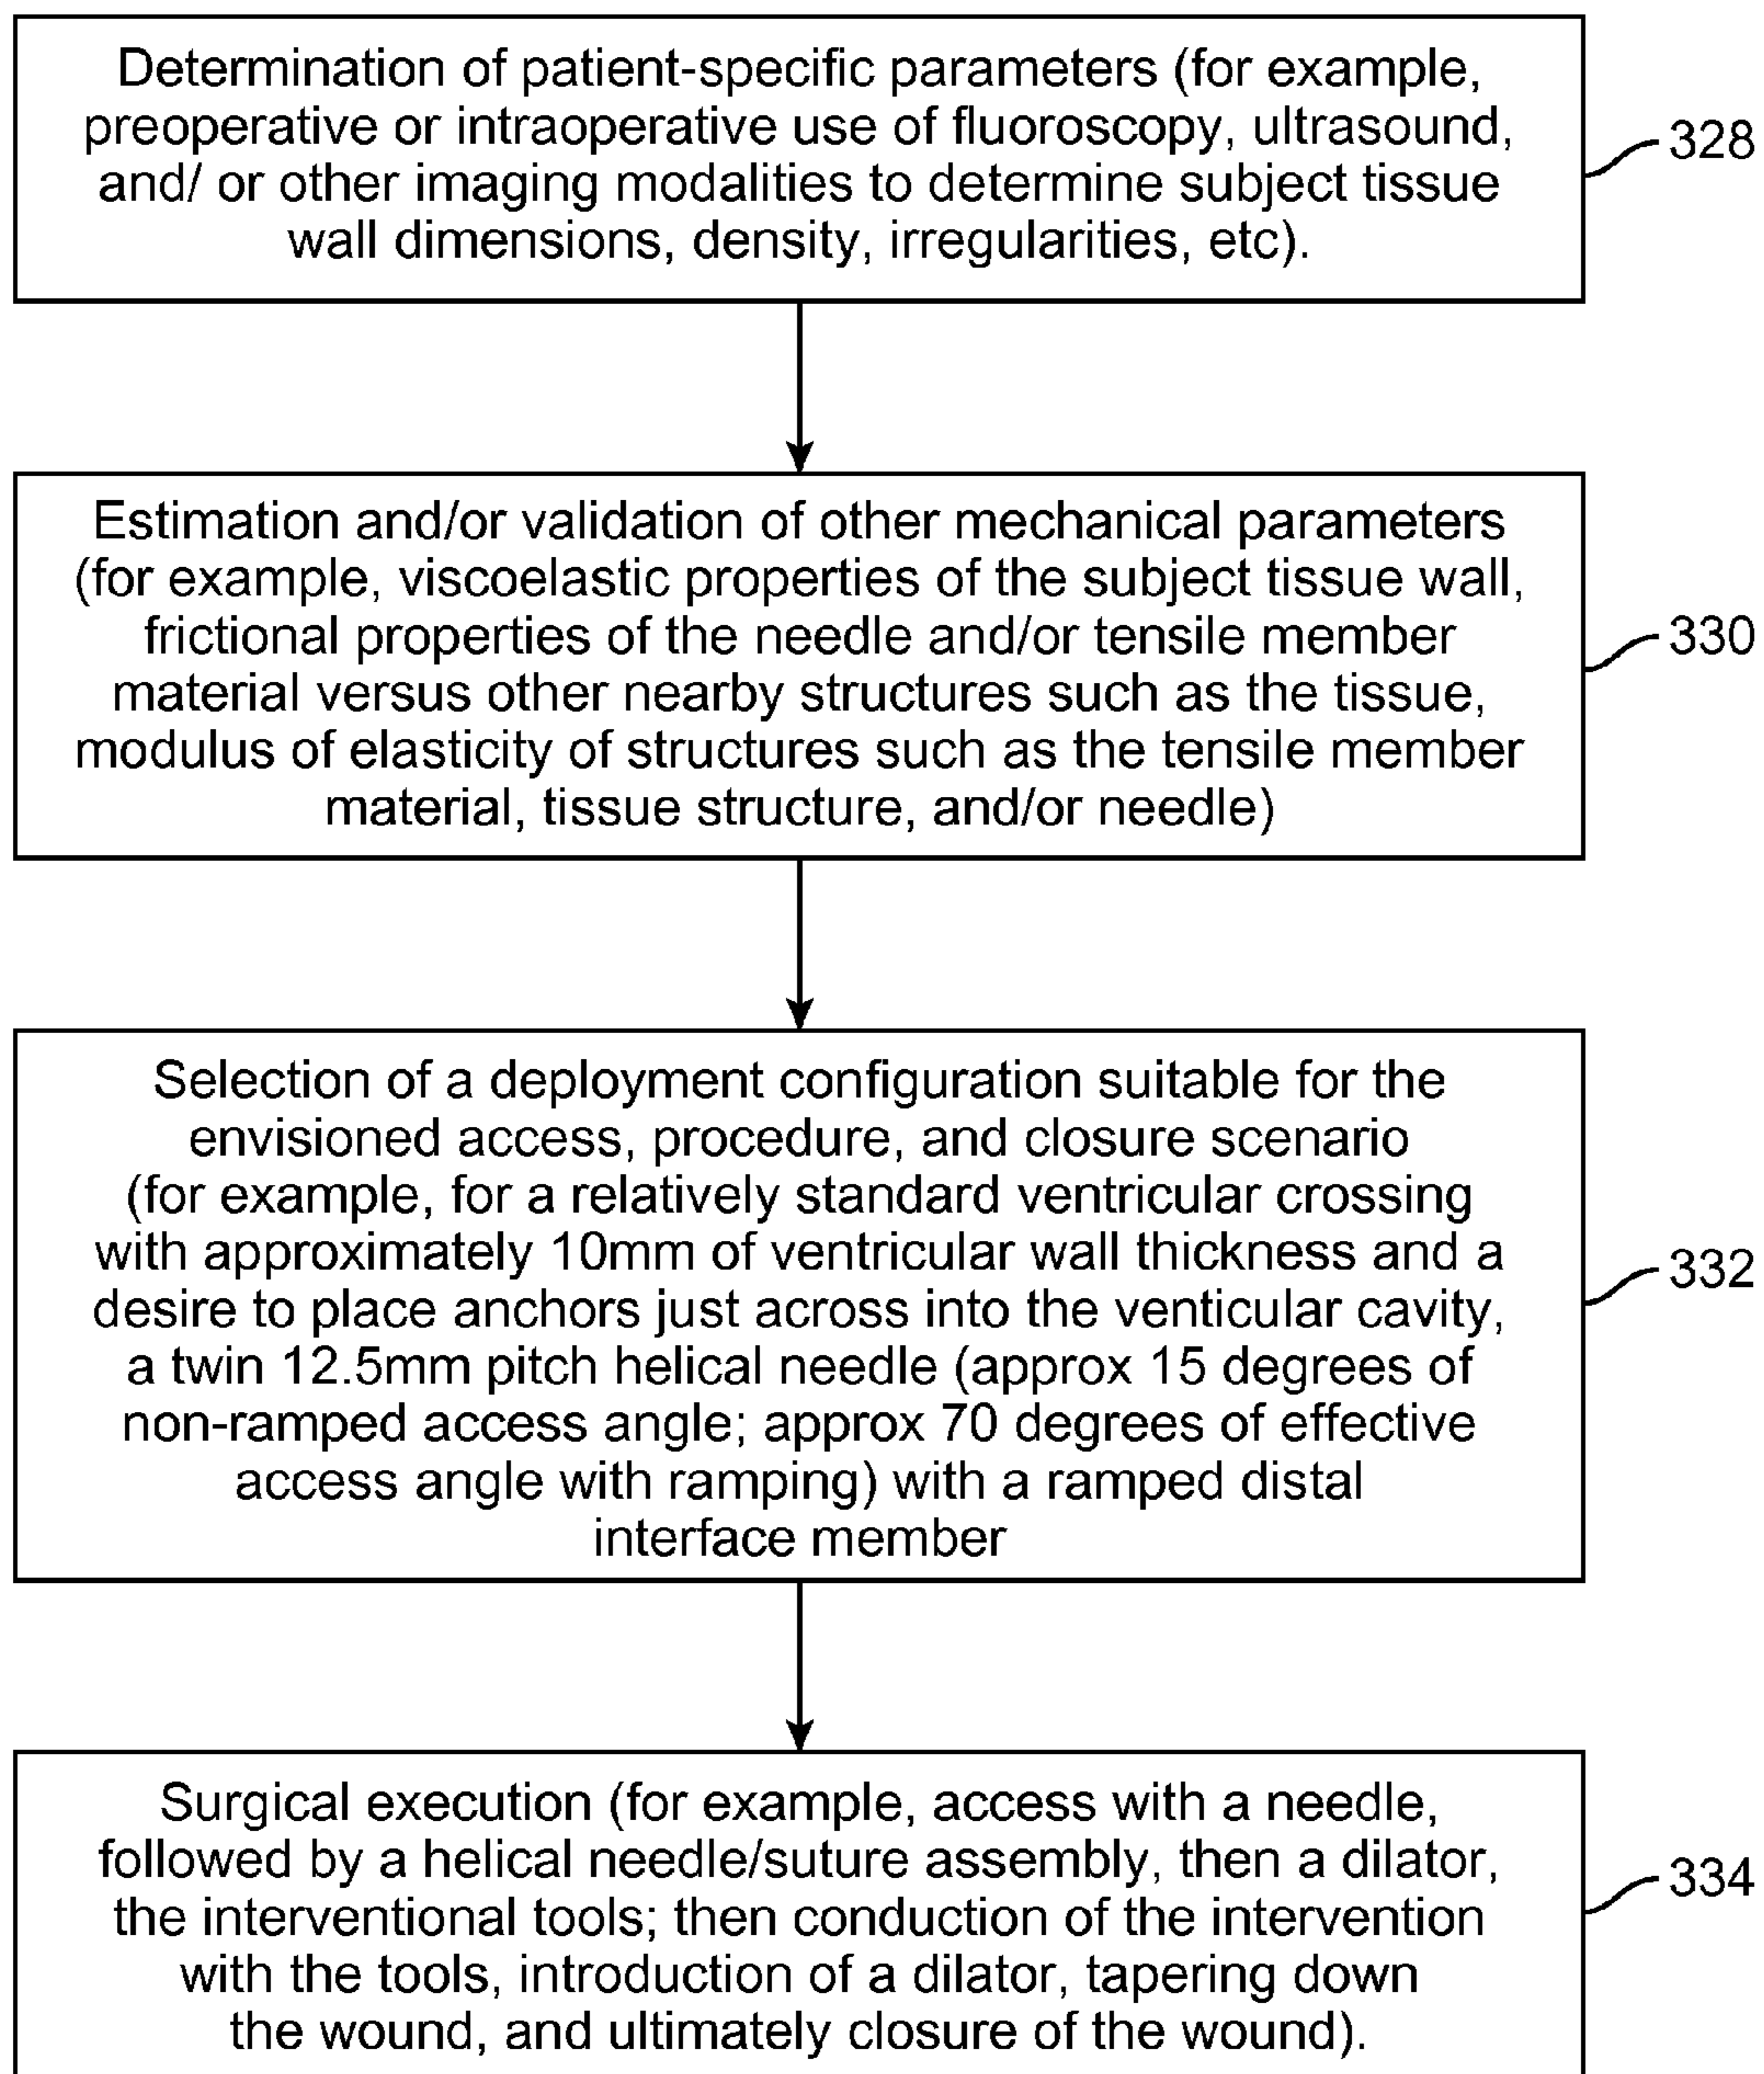 Determination of patient-specific parameters (for example,
preoperative or intraoperative use of fluoroscopy, ultrasound,
and/ or other imaging modalities to determine subject tissue
wall dimensions, density, irregularities, etc).
328
Estimation and/or validation of other mechanical parameters
(for example, viscoelastic properties of the subject tissue wall,
frictional properties of the needle and/or tensile member
material versus other nearby structures such as the tissue,
modulus of elasticity of structures such as the tensile member
material, tissue structure, and/or needle)
330
Selection of a deployment configuration suitable for the
envisioned access, procedure, and closure scenario
(for example, for a relatively standard ventricular crossing
with approximately 10mm of ventricular wall thickness and a
desire to place anchors just across into the venticular cavity,
a twin 12.5mm pitch helical needle (approx 15 degrees of
non-ramped access angle; approx 70 degrees of effective
access angle with ramping) with a ramped distal
interface member
332
Surgical execution (for example, access with a needle,
followed by a helical needle/suture assembly, then a dilator,
the interventional tools; then conduction of the intervention
with the tools, introduction of a dilator, tapering down
the wound, and ultimately closure of the wound).
334